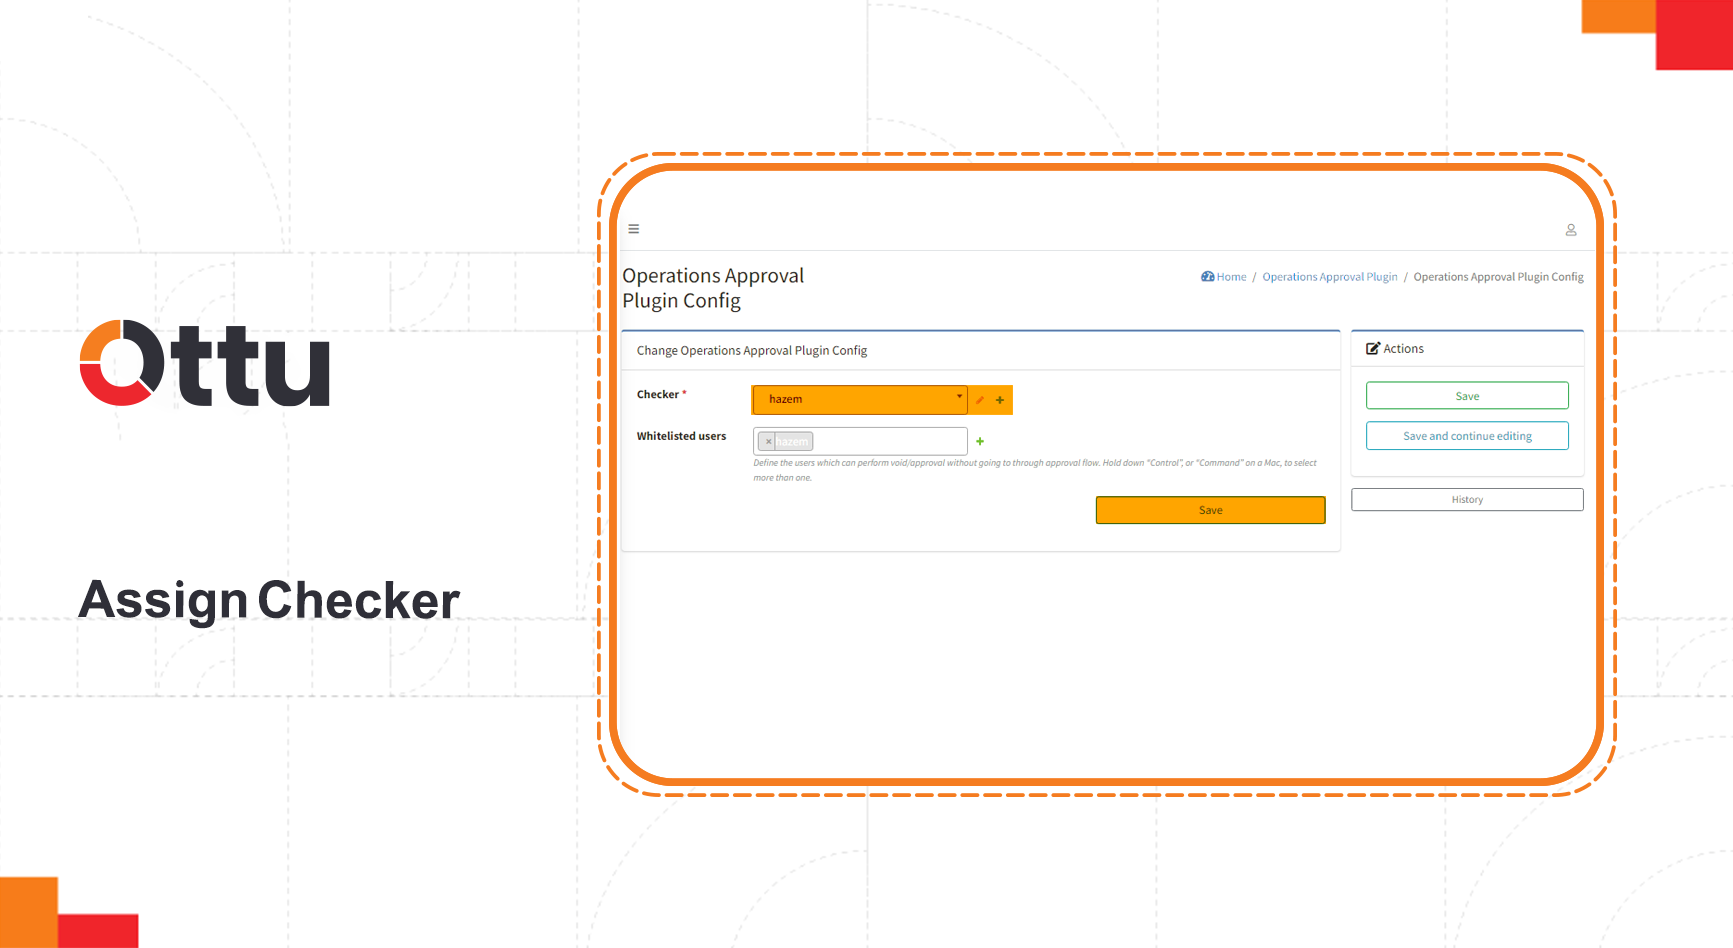 Ottu
Assign Checker
Operations Approval
Plugin Config
Home / Operations Approval Plugin / Operations Approval Plugin Config
Change Operations Approval Plugin Config
Checker *
hazem
Whitelisted users
× hazem
Define the users which can perform void/approval without going to through approval flow. Hold down "Control", or "Command" on a Mac, to select
more than one.
Save
Actions
Save
Save and continue editing
History